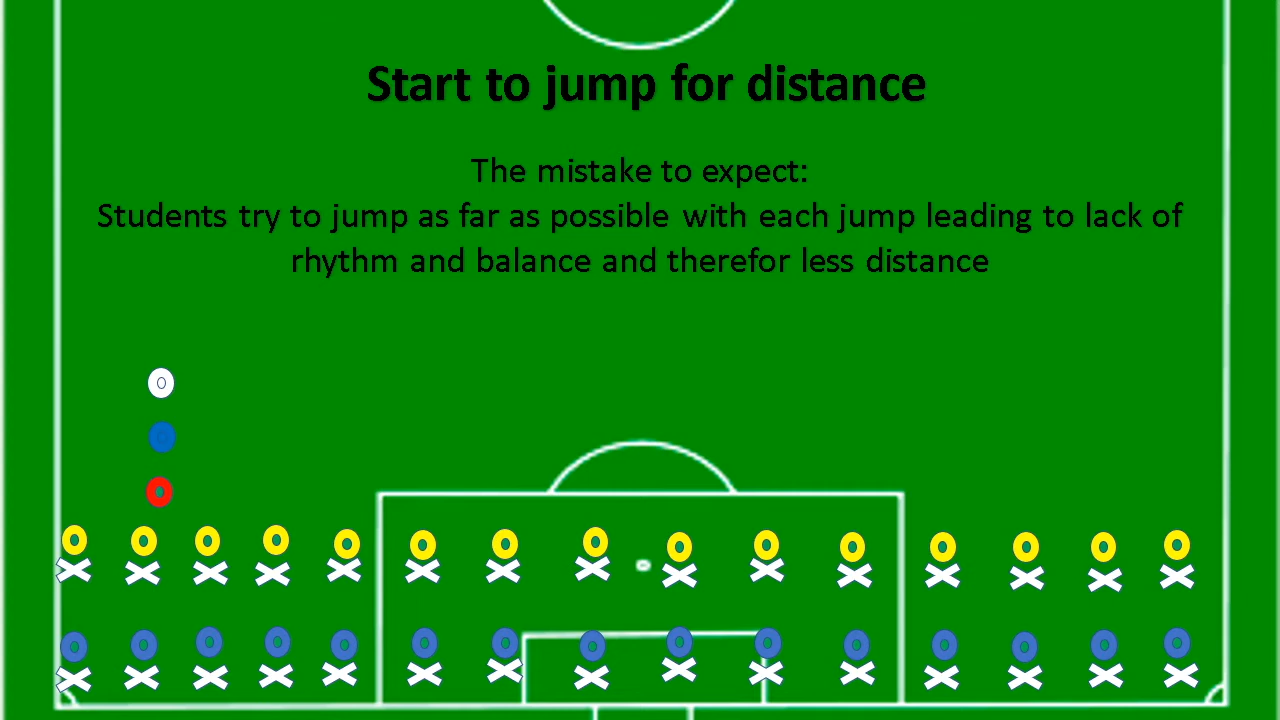 Start to jump for distance
The mistake to expect:
Students try to jump as far as possible with each jump leading to lack of
rhythm and balance and therefor less distance